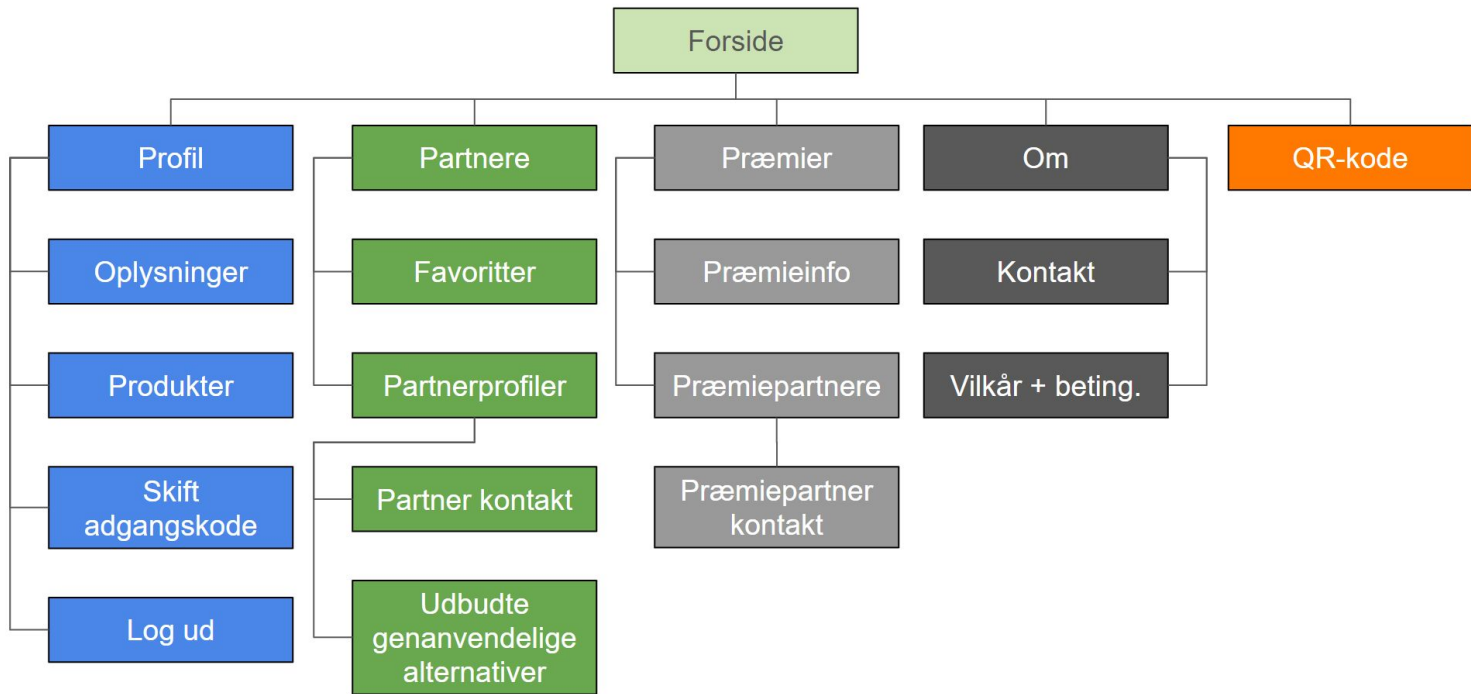 Forside
Profil
Partnere
Præmier
Om
QR-kode
Oplysninger
Favoritter
Præmieinfo
Kontakt
Produkter
Partnerprofiler
Præmiepartnere
Vilkår + beting.
Skift
adgangskode
Partner kontakt
Præmiepartner
kontakt
Log ud
Udbudte
genanvendelige
alternativer